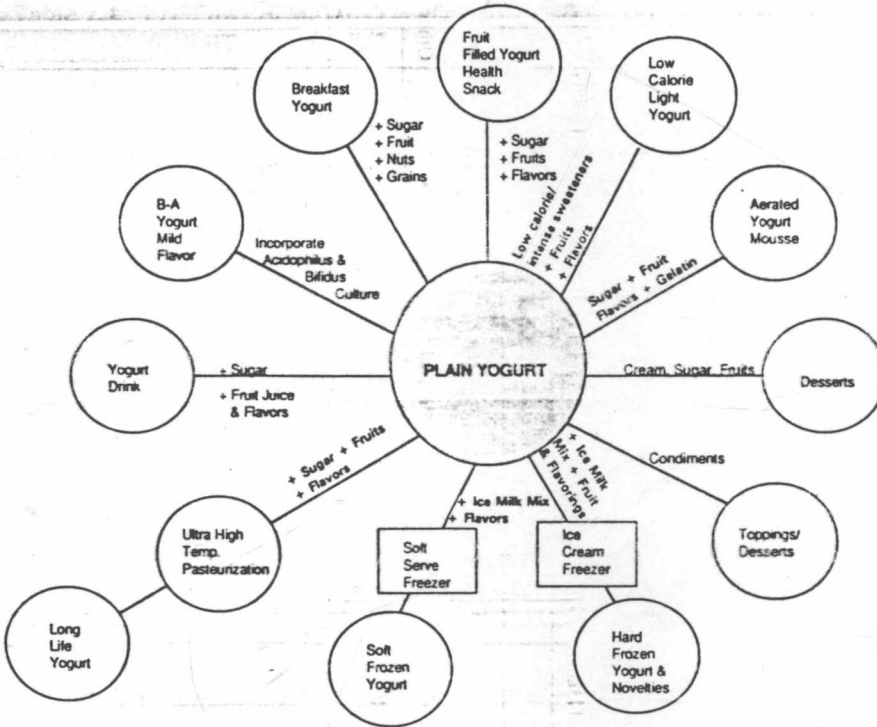 Fruit
Filled Yogurt
Health
Snack
Low
Calorie
Light
Yogurt
Breakfast
Yogurt
+ Sugar
+ Fruit
+ Nuts
+ Grains
+ Sugar
+ Fruits
+ Flavors
Low calorie/
intense sweeteners
+ Fruits
+ Flavors
B-A
Yogurt
Mild
Flavor
Aerated
Yogurt
Mousse
Incorporate
Acidophilus &
Bifidus
Culture
Sugar + Fruit
Flavors + Gelatin
PLAIN YOGURT
Yogurt
Drink
+ Sugar
+ Fruit Juice
& Flavors
Cream, Sugar, Fruits
Desserts
+ Sugar + Fruits
+ Flavors
+ Ice Milk Mix
+ Flavors
+ Ice Milk
Mix + Fruit
& Flavorings
Condiments
Ultra High
Temp.
Pasteurization
Soft
Serve
Freezer
Ice
Cream
Freezer
Toppings/
Desserts
Long
Life
Yogurt
Soft
Frozen
Yogurt
Hard
Frozen
Yogurt &
Novelties